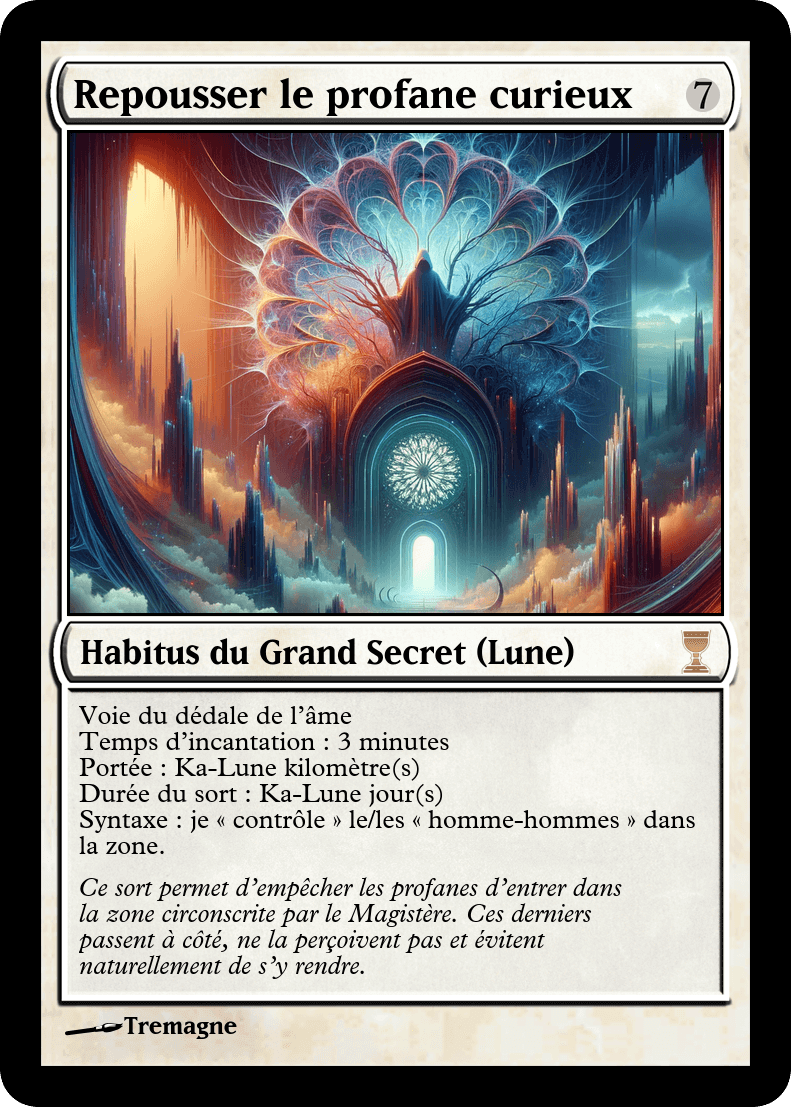 Repousser le profane curieux 7
Habitus du Grand Secret (Lune)
Voie du dédale de l'âme
Temps d'incantation : 3 minutes
Portée : Ka-Lune kilomètre(s)
Durée du sort : Ka-Lune jour(s)
Syntaxe : je « contrôle » le/les « homme-hommes » dans
la zone.
Ce sort permet d'empêcher les profanes d'entrer dans
la zone circonscrite par le Magistère. Ces derniers
passent à côté, ne la perçoivent pas et évitent
naturellement de s'y rendre.
Tremagne